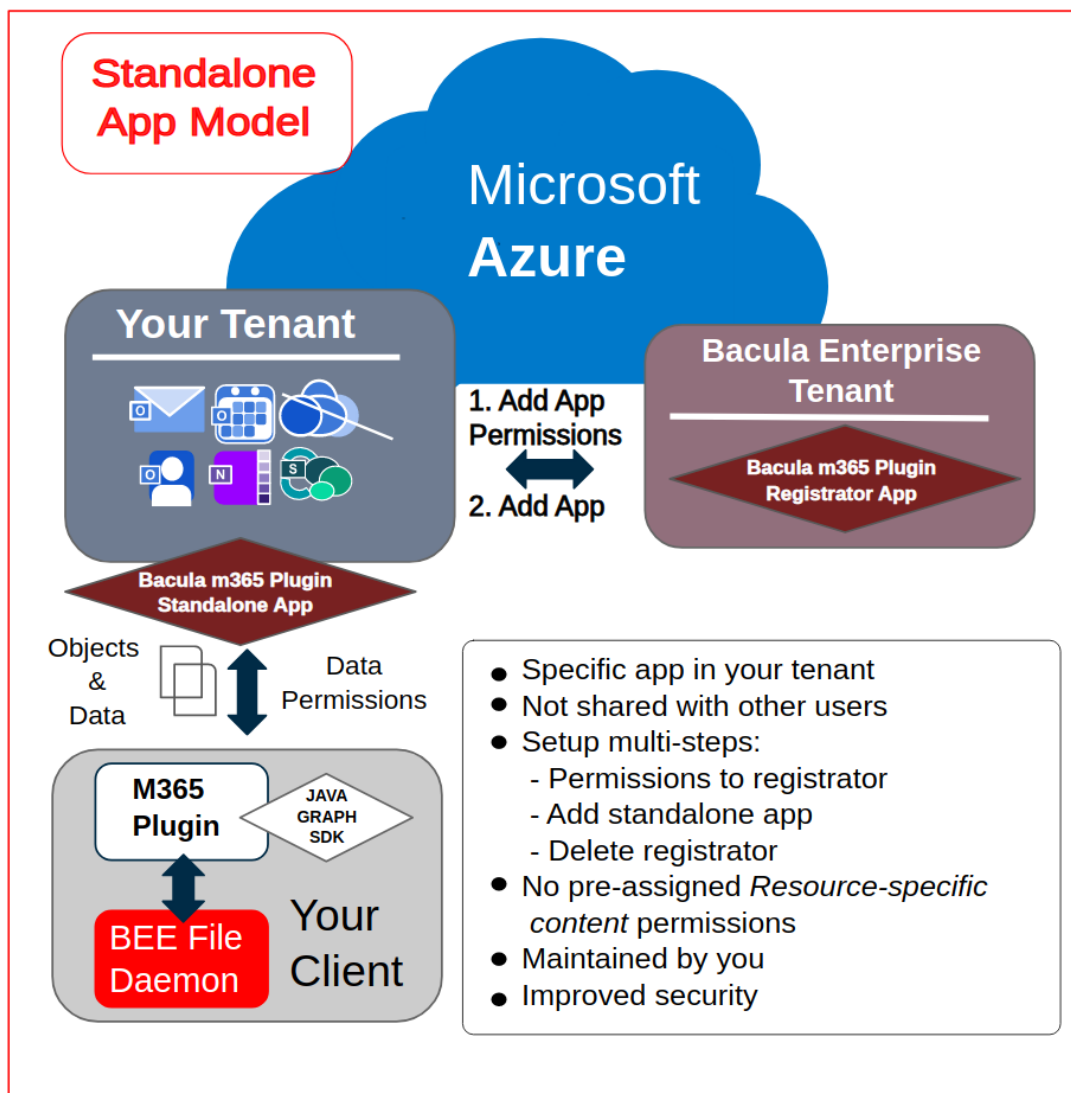 Standalone
App Model
Microsoft
Azure
Your Tenant
O
O
O
N
S
Bacula Enterprise
Tenant
1. Add App
Permissions
2. Add App
Bacula m365 Plugin
Registrator App
Bacula m365 Plugin
Standalone App
Objects
&
Data
Data
Permissions
M365
Plugin
JAVA
GRAPH
SDK
BEE File
Daemon
Your
Client
● Specific app in your tenant
● Not shared with other users
● Setup multi-steps:
- Permissions to registrator
- Add standalone app
- Delete registrator
● No pre-assigned Resource-specific
content permissions
● Maintained by you
● Improved security